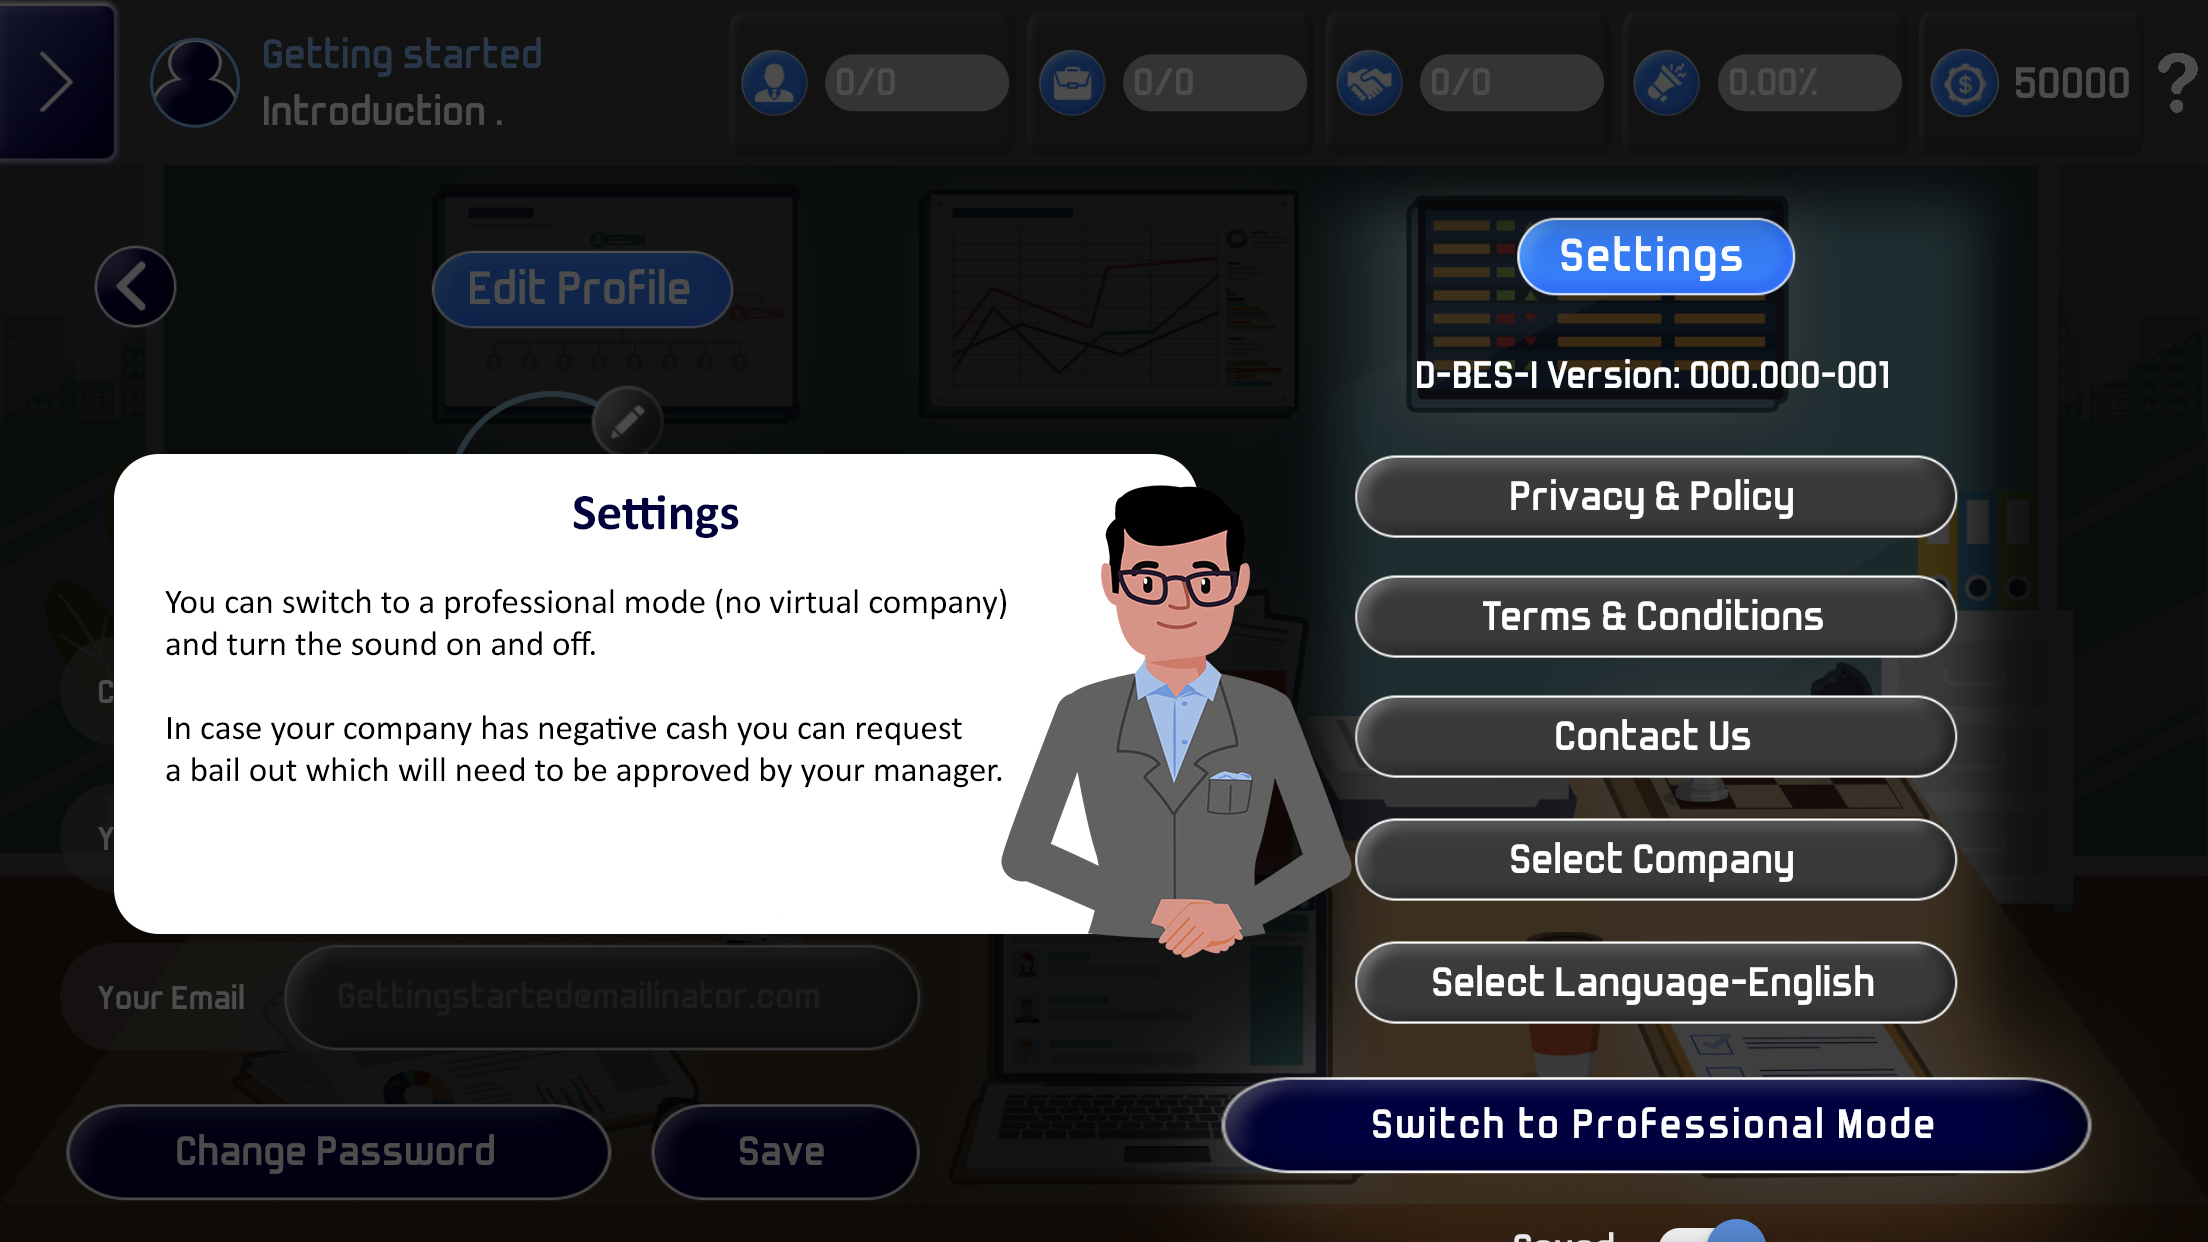 Getting started
Introduction .
0/0
0/0
0/0
0.00%
50000
?
Edit Profile
Settings
D-BES-I Version: 000.000-001
Settings
You can switch to a professional mode (no virtual company)
and turn the sound on and off.
In case your company has negative cash you can request
a bail out which will need to be approved by your manager.
Privacy & Policy
Terms & Conditions
Contact Us
Select Company
Select Language-English
C
Y
Your Email
Gettingstarted@mailinator.com
Change Password
Save
Switch to Professional Mode
Sound